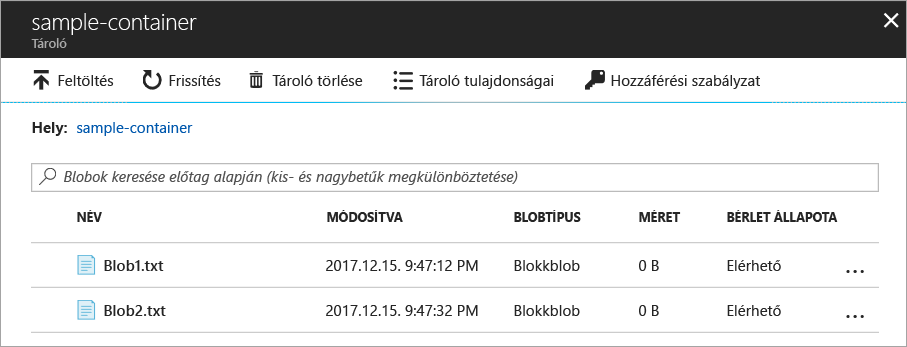 sample-container
Tároló
Feltöltés Frissítés Tároló törlése Tároló tulajdonságai Hozzáférési szabályzat
Hely: sample-container
Blobok keresése előtag alapján (kis- és nagybetűk megkülönböztetése)
NÉV MÓDOSÍTVA BLOBTÍPUS MÉRET BÉRLET ÁLLAPOTA
Blob1.txt 2017.12.15. 9:47:12 PM Blokkblob 0 B Elérhető ...
Blob2.txt 2017.12.15. 9:47:32 PM Blokkblob 0 B Elérhető ...